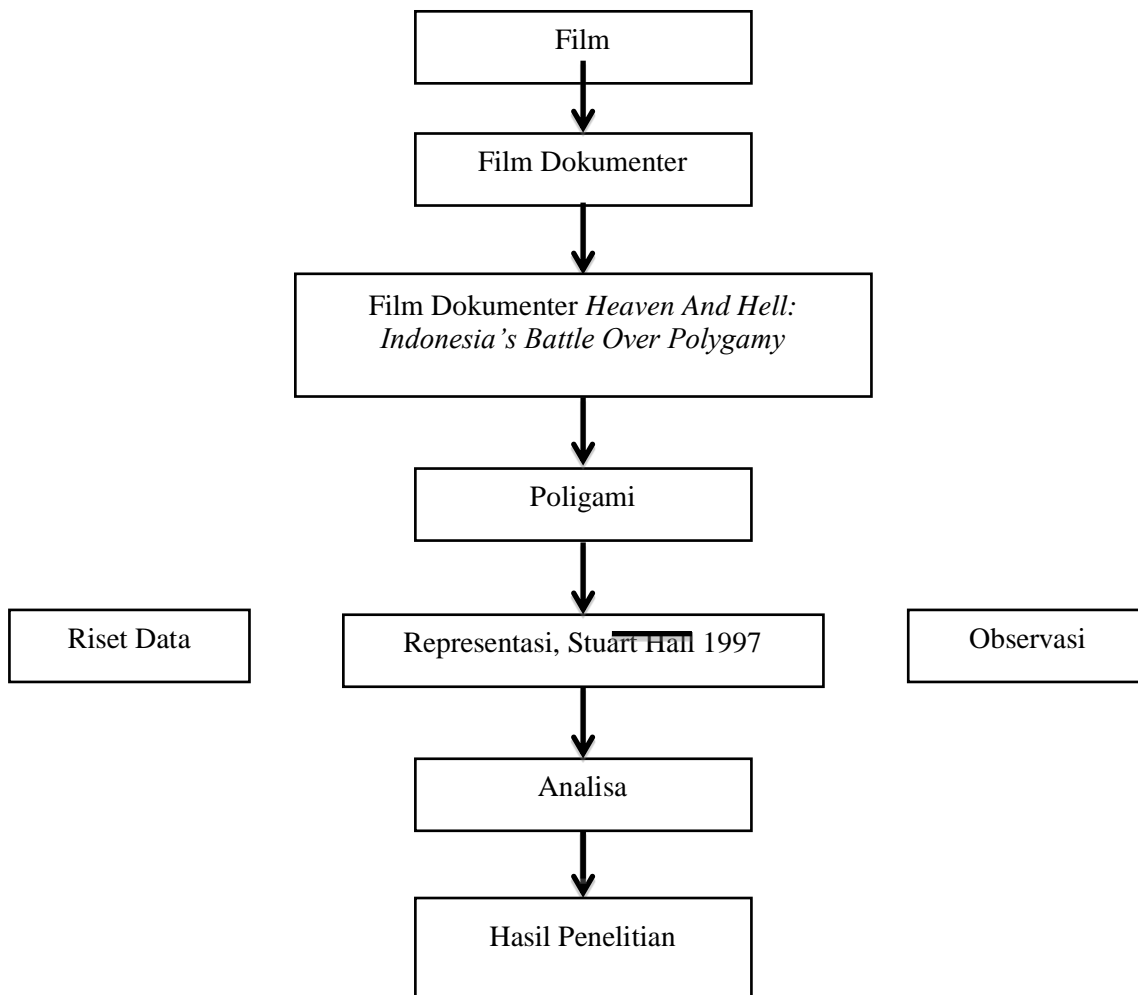 Film
Film Dokumenter
Film Dokumenter Heaven And Hell:
Indonesia’s Battle Over Polygamy
Poligami
Riset Data
Representasi, Stuart Hall 1997
Observasi
Analisa
Hasil Penelitian